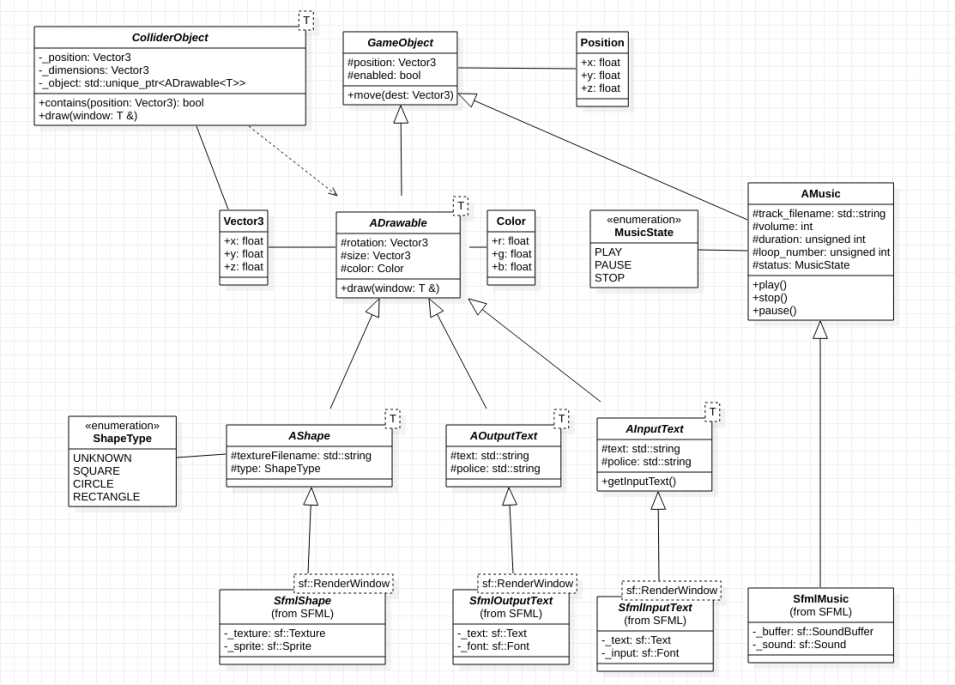 T
ColliderObject
-_position: Vector3
-_dimensions: Vector3
-_object: std::unique_ptr<ADrawable<T>>
+contains(position: Vector3): bool
+draw(window: T &)
GameObject
#position: Vector3
#enabled: bool
+move(dest: Vector3)
Position
+x: float
+y: float
+z: float
AMusic
#track_filename: std::string
#volume: int
#duration: unsigned int
#loop_number: unsigned int
#status: MusicState
+play()
+stop()
+pause()
Vector3
+x: float
+y: float
+z: float
T
ADrawable
#rotation: Vector3
#size: Vector3
#color: Color
+draw(window: T &)
Color
+r: float
+g: float
+b: float
«enumeration»
MusicState
PLAY
PAUSE
STOP
«enumeration»
ShapeType
UNKNOWN
SQUARE
CIRCLE
RECTANGLE
T
AShape
#textureFilename: std::string
#type: ShapeType
T
AOutputText
#text: std::string
#police: std::string
T
AInputText
#text: std::string
#police: std::string
+getInputText()
sf::RenderWindow
SfmlShape
(from SFML)
-_texture: sf::Texture
-_sprite: sf::Sprite
sf::RenderWindow
SfmlOutputText
(from SFML)
-_text: sf::Text
-_font: sf::Font
sf::RenderWindow
SfmlInputText
(from SFML)
-_text: sf::Text
-_input: sf::Font
SfmlMusic
(from SFML)
-_buffer: sf::SoundBuffer
-_sound: sf::Sound